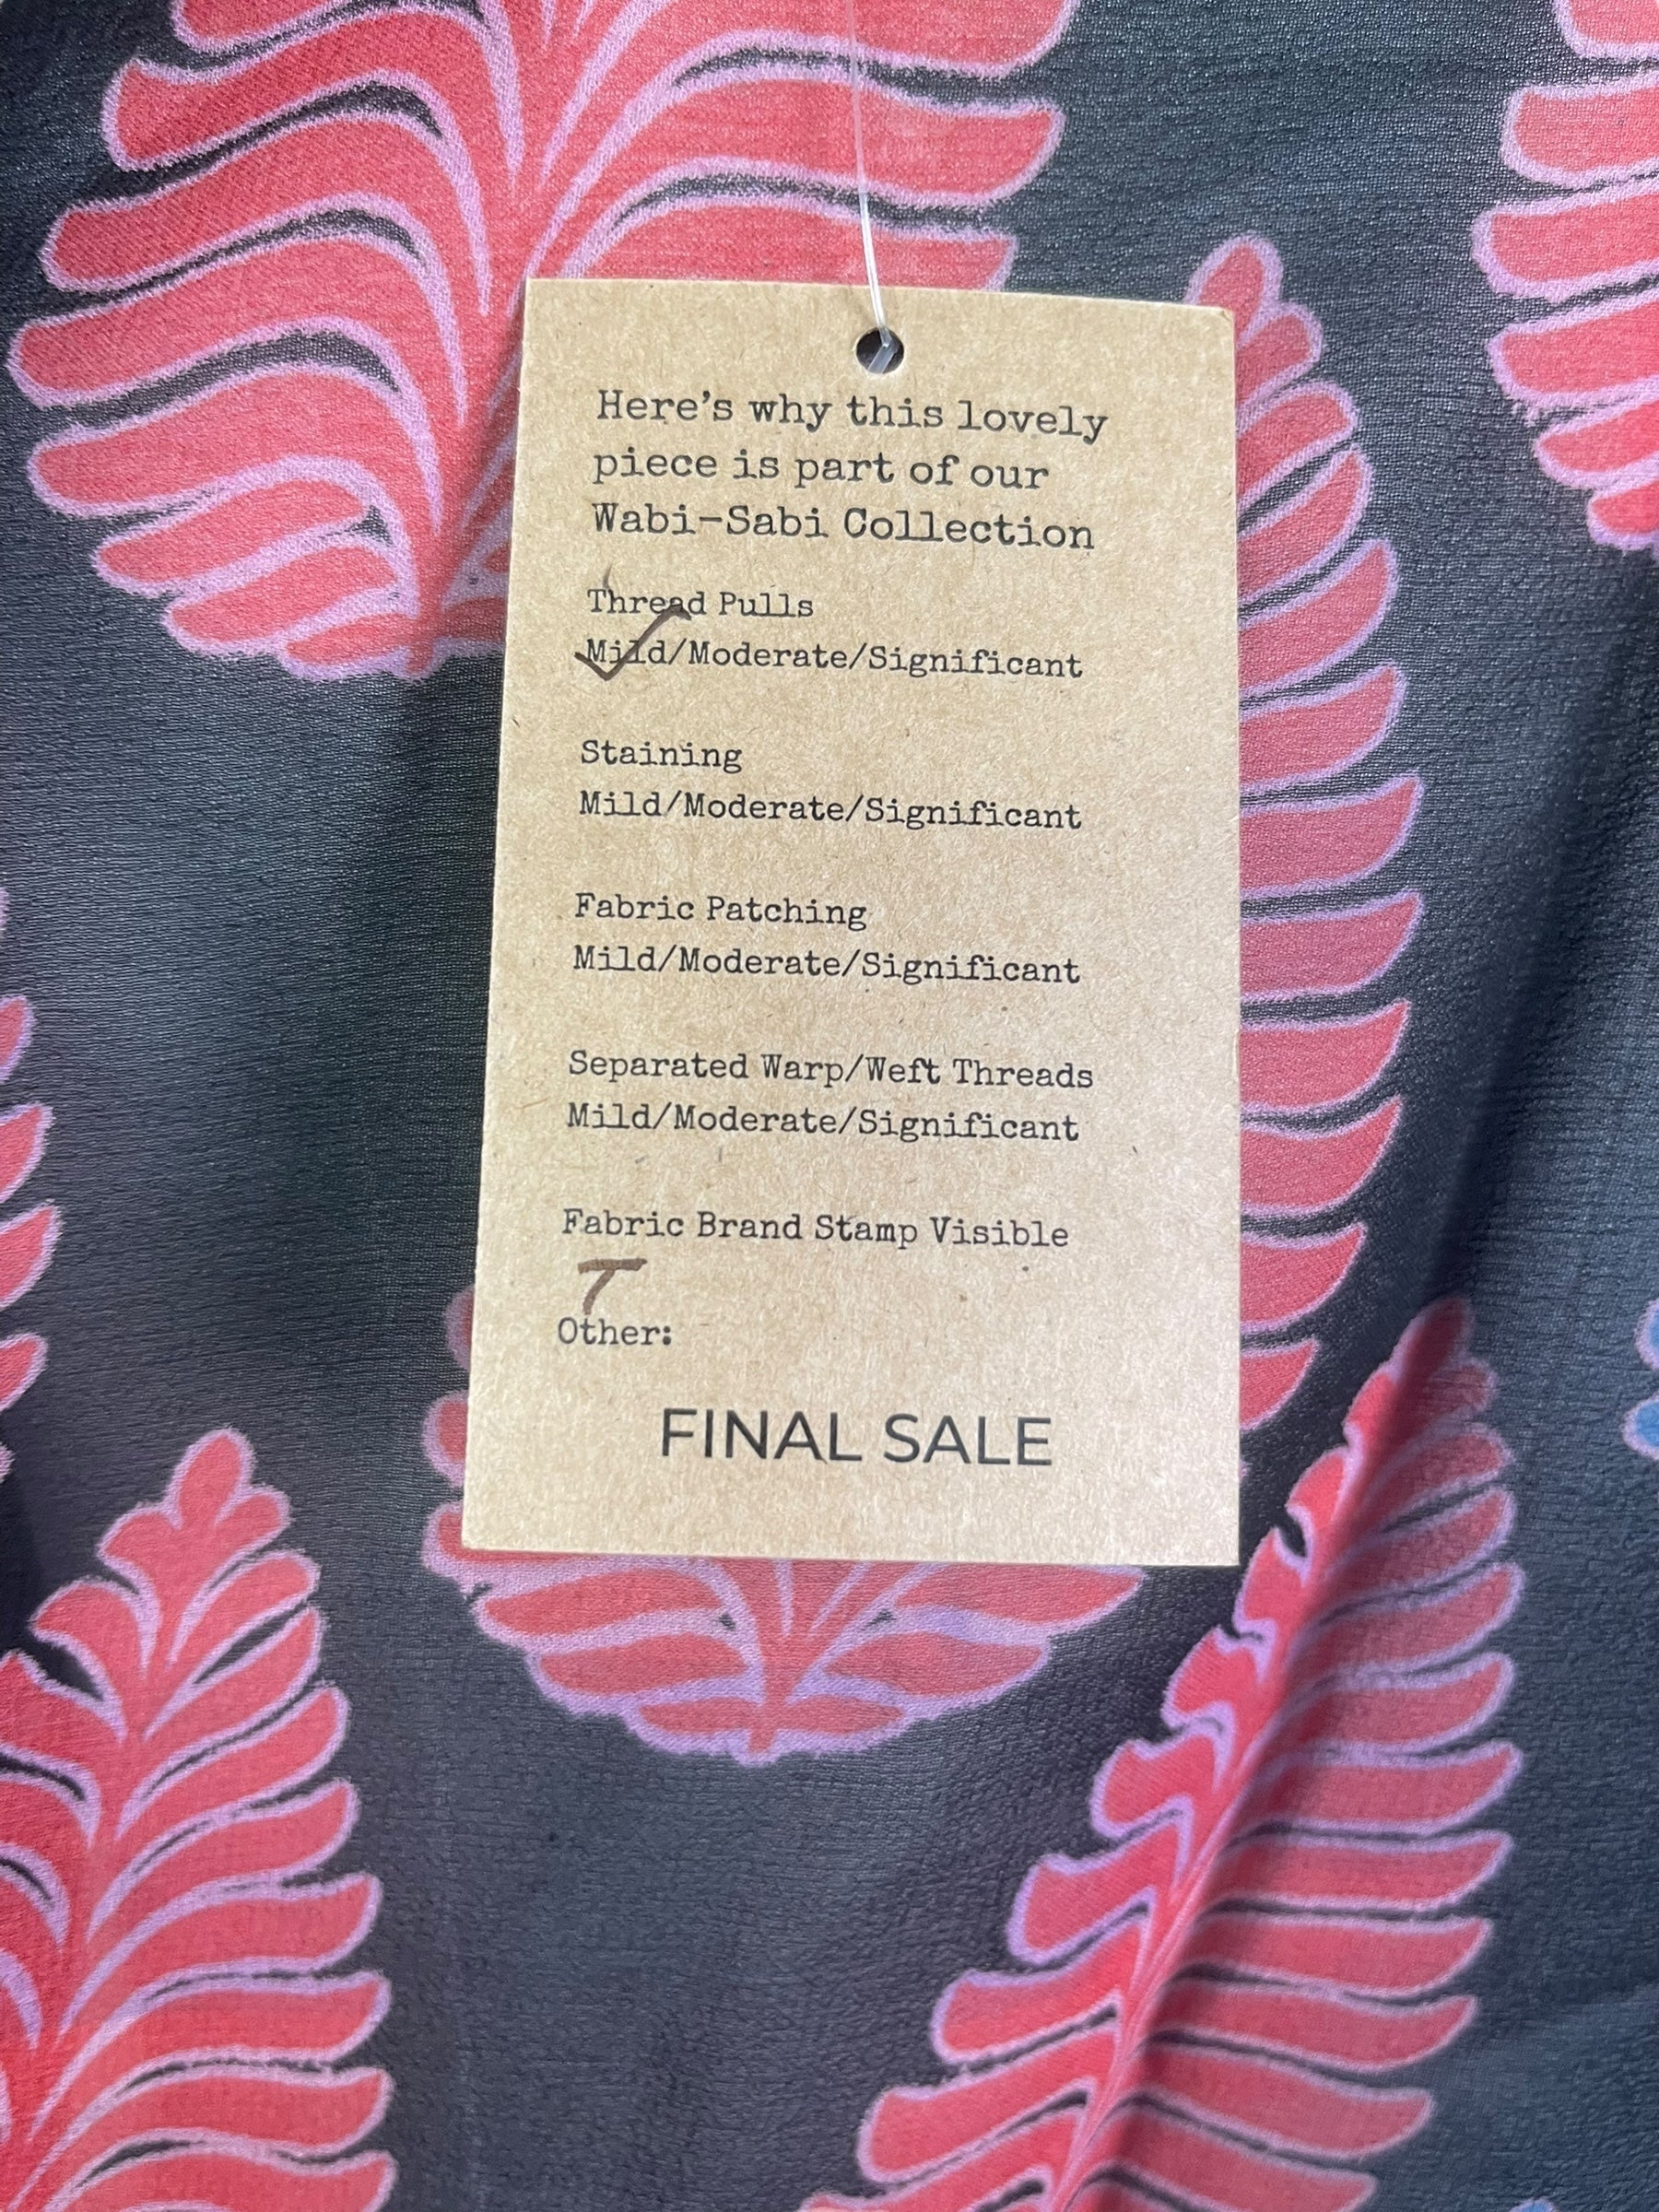 Here's why this lovely
piece is part of our
Wabi-Sabi Collection
Thread Pulls
Mild/Moderate/Significant
Staining
Mild/Moderate/Significant
Fabric Patching
Mild/Moderate/Significant
Separated Warp/Weft Threads
Mild/Moderate/Significant
Fabric Brand Stamp Visible
Other:
FINAL SALE